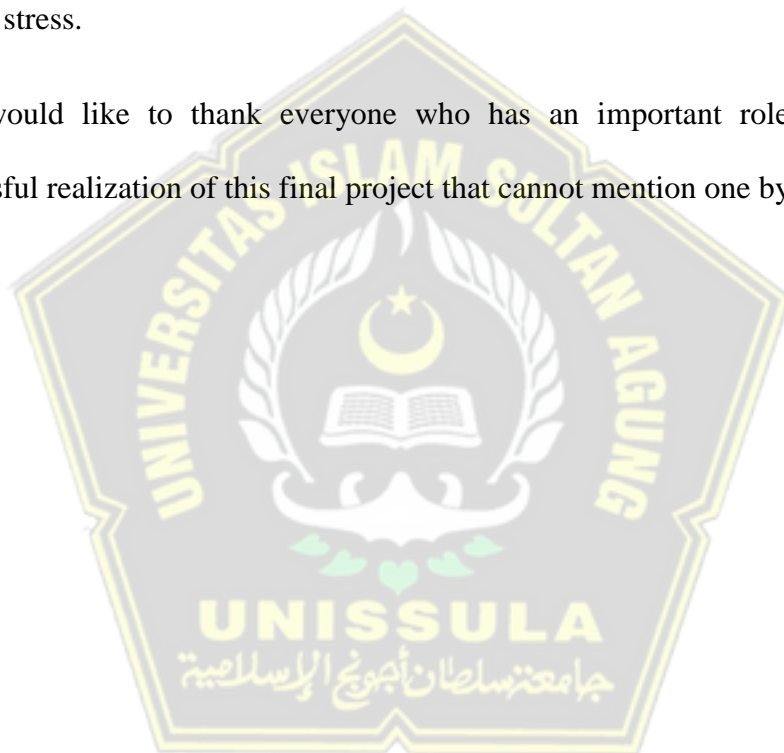 stress.
would like to thank everyone who has an important role
sful realization of this final project that cannot mention one by
UNIVERSITAS ISLAM SULTAN AGUNG
UNISSULA
جامعة سلطان أجونج الإسلامية